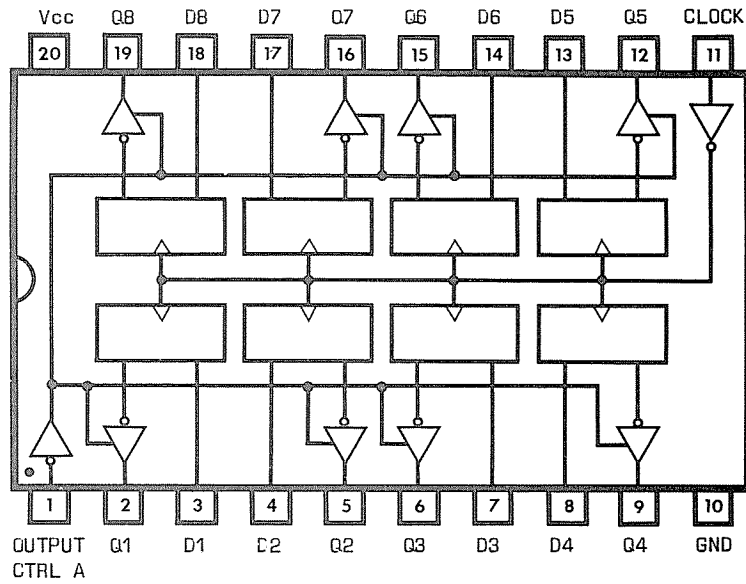 Vcc Q8 D8 D7 Q7 Q6 D6 D5 Q5 CLOCK
20 19 18 17 16 15 14 13 12 11
1 2 3 4 5 6 7 8 9 10
OUTPUT Q1 D1 D2 Q2 Q3 D3 D4 Q4 GND
CTRL A